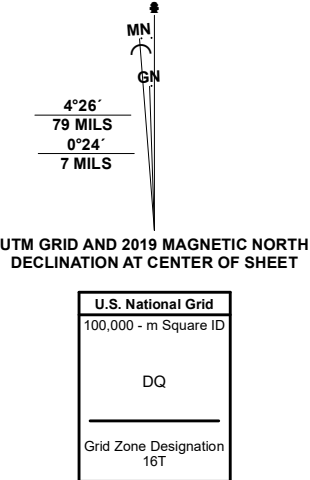 MN
GN
4°26´
79 MILS
0°24´
7 MILS
UTM GRID AND 2019 MAGNETIC NORTH
DECLINATION AT CENTER OF SHEET
U.S. National Grid
100,000 - m Square ID
DQ
Grid Zone Designation
16T